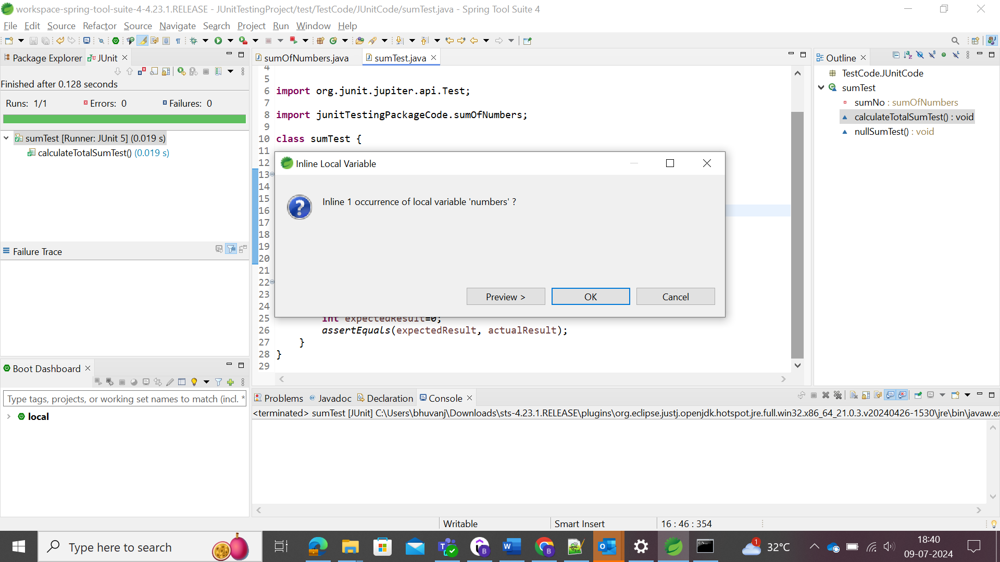 workspace-spring-tool-suite-4-4.23.1.RELEASE - JUnitTestingProject/test/TestCode/JUnitCode/sumTest.java - Spring Tool Suite 4
File Edit Source Refactor Source Navigate Search Project Run Window Help
Package Explorer JUnit
Finished after 0.128 seconds
Runs: 1/1 Errors: 0 Failures: 0
sumTest [Runner: JUnit 5] (0.019 s)
calculateTotalSumTest() (0.019 s)
Failure Trace
Boot Dashboard
Type tags, projects, or working set names to match (incl. *
local
sumOfNumbers.java sumTest.java
4
5
6 import org.junit.jupiter.api.Test;
7
8 import junitTestingPackageCode.sumOfNumbers;
9
10 class sumTest {
11
12
13
14
15
16
17
18
19
20
21
22
23
24
25 int expectedResult=0;
26 assertEquals(expectedResult, actualResult);
27 }
28 }
29
Inline Local Variable
Inline 1 occurrence of local variable 'numbers' ?
Preview > OK Cancel
Outline
TestCode.JUnitCode
sumTest
sumNo : sumOfNumbers
calculateTotalSumTest() : void
nullSumTest() : void
Problems Javadoc Declaration Console
<terminated> sumTest [JUnit] C:\Users\bhuvanj\Downloads\sts-4.23.1.RELEASE\plugins\org.eclipse.justj.openjdk.hotspot.jre.full.win32.x86_64_21.0.3.v20240426-1530\jre\bin\javaw.ex
Writable Smart Insert 16 : 46 : 354
Type here to search
1
32°C
18:40
09-07-2024